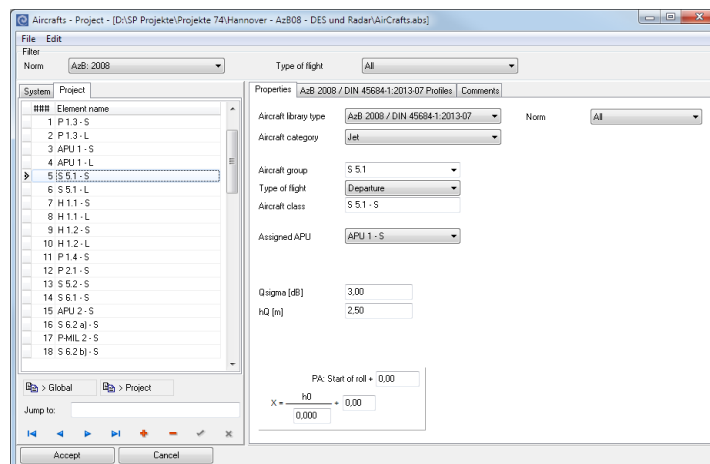 Aircrafts - Project - [D:\SP Projekte\Projekte 74\Hannover - AzB08 - DES und Radar\AirCrafts.abs]
File Edit
Filter
Norm AzB: 2008 Type of flight All
System Project
### Element name
1 P 1.3 - S
2 P 1.3 - L
3 APU 1 - S
4 APU 1 - L
5 S 5.1 - S
6 S 5.1 - L
7 H 1.1 - S
8 H 1.1 - L
9 H 1.2 - S
10 H 1.2 - L
11 P 1.4 - S
12 P 2.1 - S
13 S 5.2 - S
14 S 6.1 - S
15 APU 2 - S
16 S 6.2 a) - S
17 P-MIL 2 - S
18 S 6.2 b) - S
> Global > Project
Jump to:
Accept Cancel
Properties AzB 2008 / DIN 45684-1:2013-07 Profiles Comments
Aircraft library type AzB 2008 / DIN 45684-1:2013-07 Norm All
Aircraft category Jet
Aircraft group S 5.1
Type of flight Departure
Aircraft class S 5.1 - S
Assigned APU APU 1 - S
Qsigma [dB] 3,00
hQ [m] 2,50
PA: Start of roll + 0,00
X = h0 + 0,00
0,000